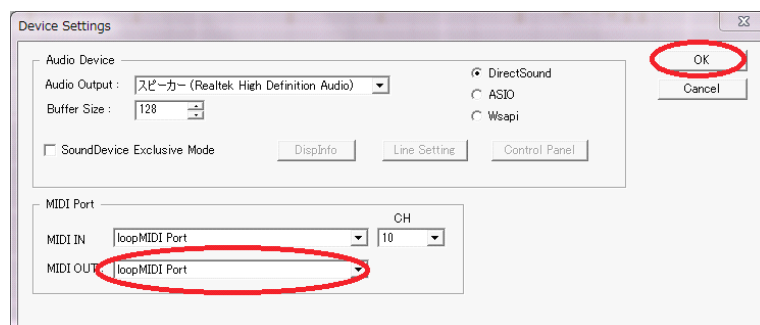 Device Settings
Audio Device
Audio Output : スピーカー (Realtek High Definition Audio)
Buffer Size : 128
DirectSound
ASIO
Wsapi
OK
Cancel
SoundDevice Exclusive Mode
DispInfo
Line Setting
Control Panel
MIDI Port
CH
MIDI IN loopMIDI Port 10
MIDI OUT : loopMIDI Port